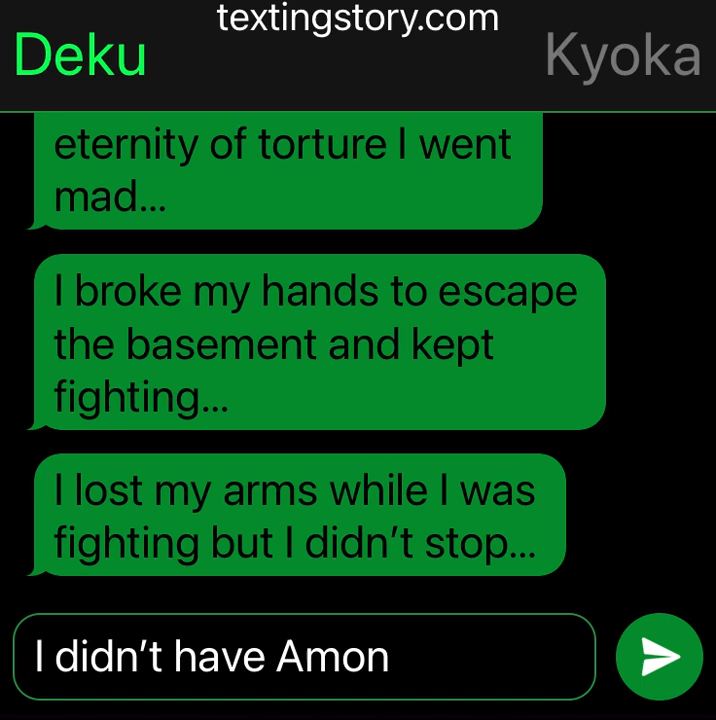 textingstory.com
Deku Kyoka
eternity of torture I went
mad...
I broke my hands to escape
the basement and kept
fighting...
I lost my arms while I was
fighting but I didn't stop...
I didn't have Amon